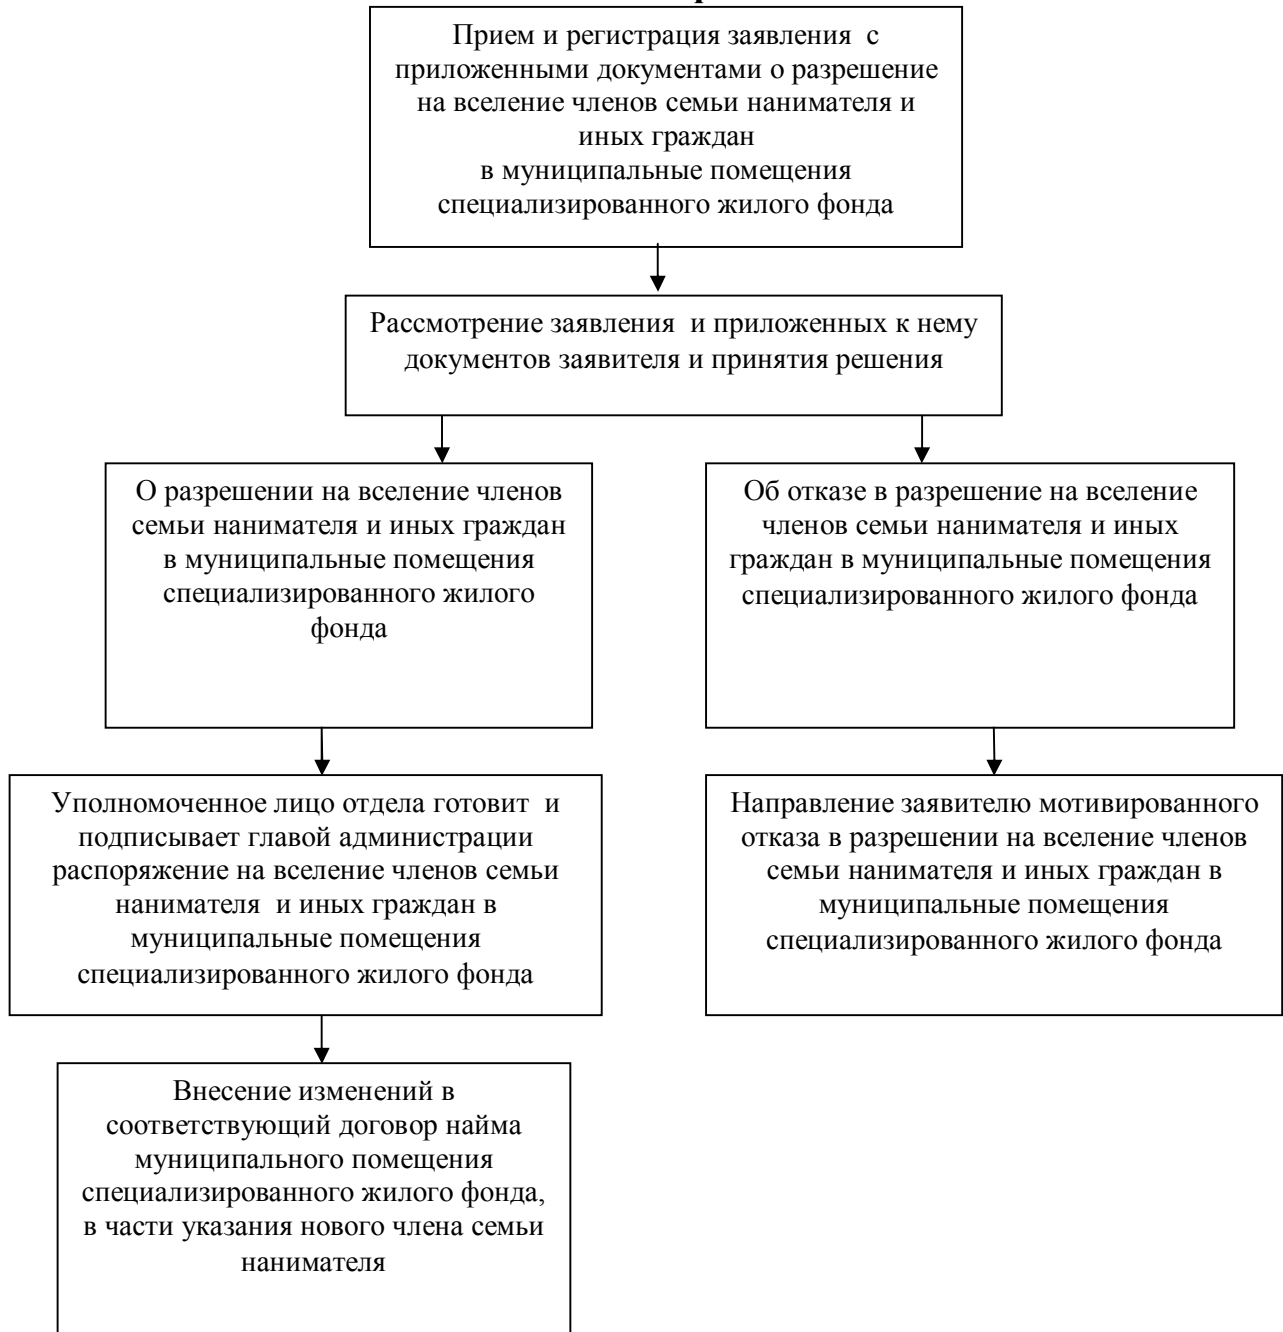 Прием и регистрация заявления с
приложенными документами о разрешение
на вселение членов семьи нанимателя и
иных граждан
в муниципальные помещения
специализированного жилого фонда
Рассмотрение заявления и приложенных к нему
документов заявителя и принятия решения
О разрешении на вселение членов
семьи нанимателя и иных граждан
в муниципальные помещения
специализированного жилого
фонда
Об отказе в разрешение на вселение
членов семьи нанимателя и иных
граждан в муниципальные помещения
специализированного жилого фонда
Уполномоченное лицо отдела готовит и
подписывает главой администрации
распоряжение на вселение членов семьи
нанимателя и иных граждан в
муниципальные помещения
специализированного жилого фонда
Направление заявителю мотивированного
отказа в разрешении на вселение членов
семьи нанимателя и иных граждан в
муниципальные помещения
специализированного жилого фонда
Внесение изменений в
соответствующий договор найма
муниципального помещения
специализированного жилого фонда,
в части указания нового члена семьи
нанимателя